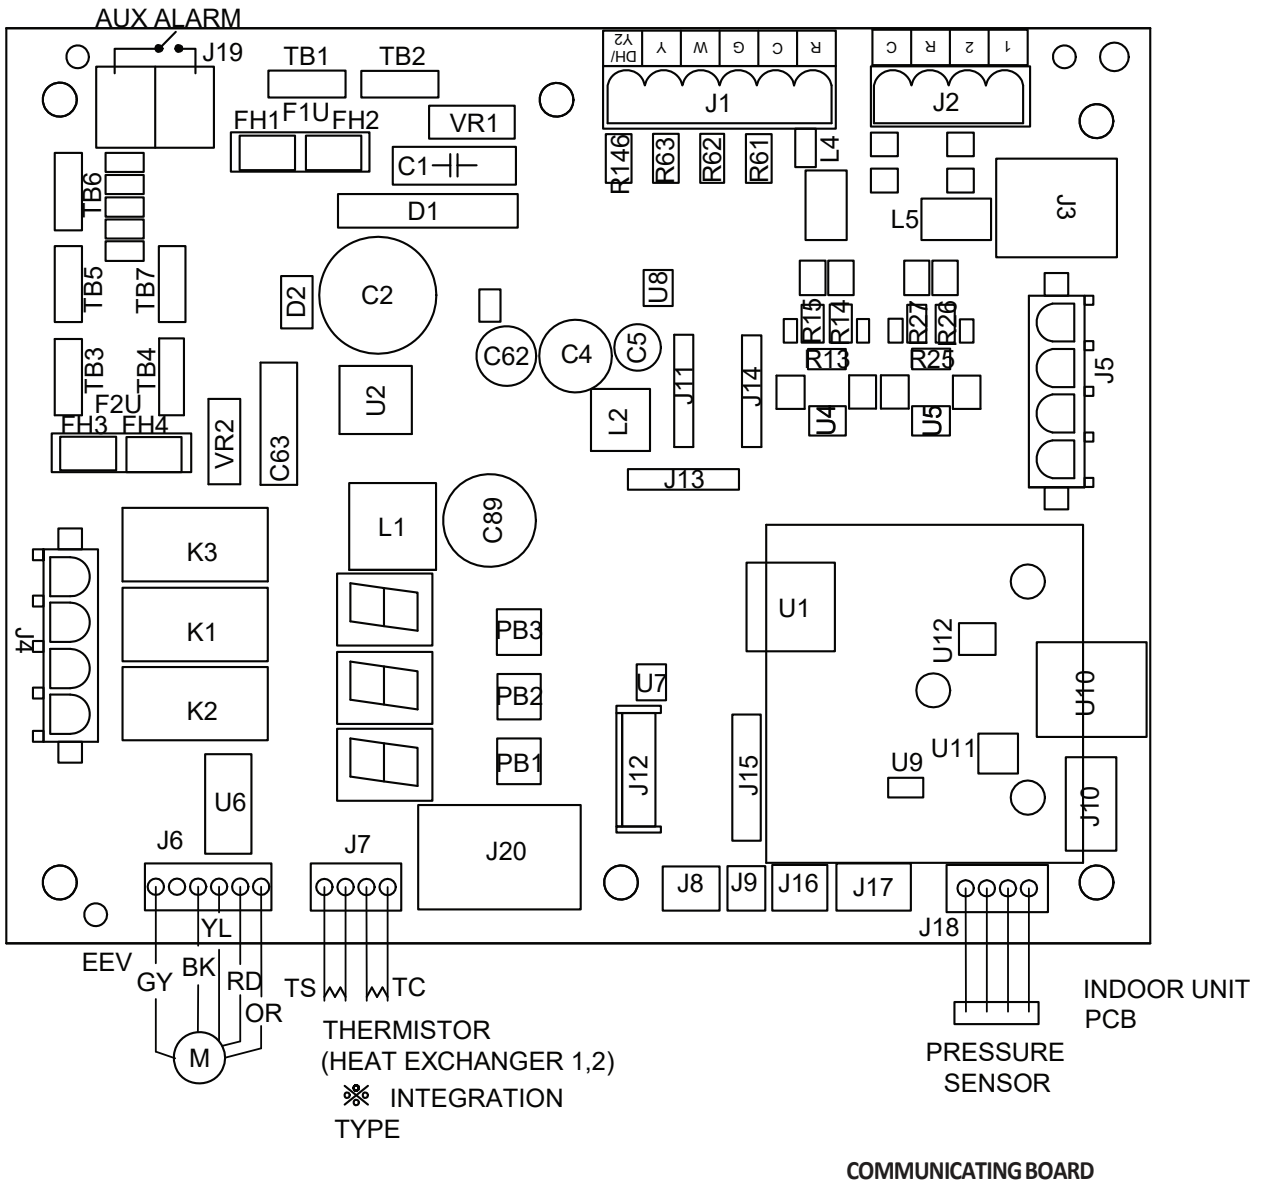 AUX ALARM
J19
TB1
TB2
DH/
Y2
Y
W
G
C
R
C
R
2
1
J1
J2
FH1
F1U
FH2
VR1
C1
D1
R146
R63
R62
R61
L4
L5
J3
TB6
TB5
TB7
D2
C2
U8
R15
R14
R27
R26
C62
C4
C5
J11
J14
R13
R25
J5
TB3
TB4
F2U
FH3
FH4
VR2
C63
U2
L2
U4
U5
J13
L1
C89
K3
K1
K2
J4
PB3
PB2
PB1
U1
U12
U10
U11
U9
U7
J12
J15
J10
U6
J6
J7
J20
J8
J9
J16
J17
J18
YL
EEV
GY
BK
RD
OR
M
TS
TC
THERMISTOR
(HEAT EXCHANGER 1,2)
※ INTEGRATION
TYPE
PRESSURE
SENSOR
INDOOR UNIT
PCB
COMMUNICATING BOARD